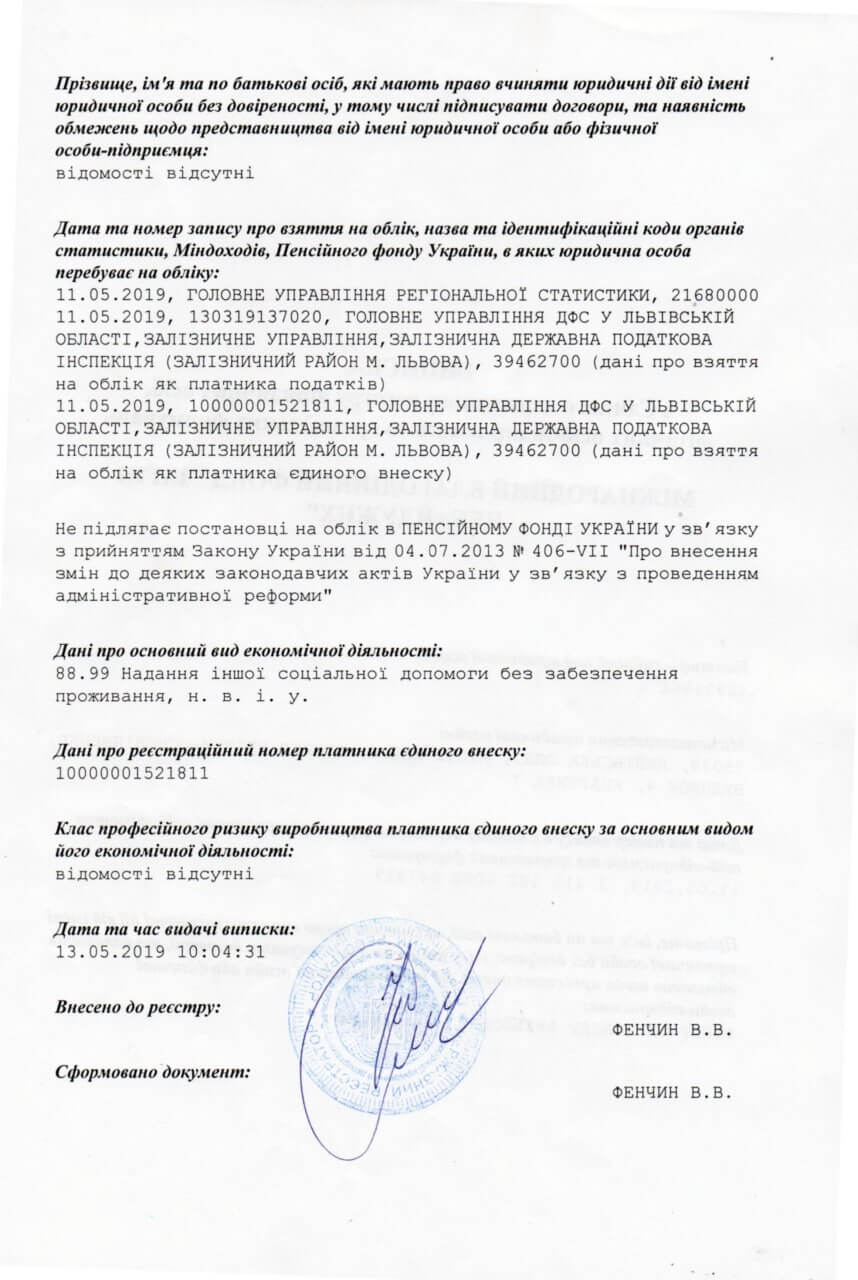 Прізвище, ім'я та по батькові осіб, які мають право вчиняти юридичні дії від імені
юридичної особи без довіреності, у тому числі підписувати договори, та наявність
обмежень щодо представництва від імені юридичної особи або фізичної
особи-підприємця:
відомості відсутні
Дата та номер запису про взяття на облік, назва та ідентифікаційні коди органів
статистики, Міндоходів, Пенсійного фонду України, в яких юридична особа
перебуває на обліку:
11.05.2019, ГОЛОВНЕ УПРАВЛІННЯ РЕГІОНАЛЬНОЇ СТАТИСТИКИ, 21680000
11.05.2019, 130319137020, ГОЛОВНЕ УПРАВЛІННЯ ДФС У ЛЬВІВСЬКІЙ
ОБЛАСТІ,ЗАЛІЗНИЧНЕ УПРАВЛІННЯ,ЗАЛІЗНИЧНА ДЕРЖАВНА ПОДАТКОВА
ІНСПЕКЦІЯ (ЗАЛІЗНИЧНИЙ РАЙОН М. ЛЬВОВА), 39462700 (дані про взяття
на облік як платника податків)
11.05.2019, 10000001521811, ГОЛОВНЕ УПРАВЛІННЯ ДФС У ЛЬВІВСЬКІЙ
ОБЛАСТІ,ЗАЛІЗНИЧНЕ УПРАВЛІННЯ,ЗАЛІЗНИЧНА ДЕРЖАВНА ПОДАТКОВА
ІНСПЕКЦІЯ (ЗАЛІЗНИЧНИЙ РАЙОН М. ЛЬВОВА), 39462700 (дані про взяття
на облік як платника єдиного внеску)
Не підлягає постановці на облік в ПЕНСІЙНОМУ ФОНДІ УКРАЇНИ у зв’язку
з прийняттям Закону України від 04.07.2013 № 406-VII "Про внесення
змін до деяких законодавчих актів України у зв’язку з проведенням
адміністративної реформи"
Дані про основний вид економічної діяльності:
88.99 Надання іншої соціальної допомоги без забезпечення
проживання, н. в. і. у.
Дані про реєстраційний номер платника єдиного внеску:
10000001521811
Клас професійного ризику виробництва платника єдиного внеску за основним видом
його економічної діяльності:
відомості відсутні
Дата та час видачі виписки:
13.05.2019 10:04:31
Внесено до реєстру:
ФЕНЧИН В.В.
Сформовано документ:
ФЕНЧИН В.В.